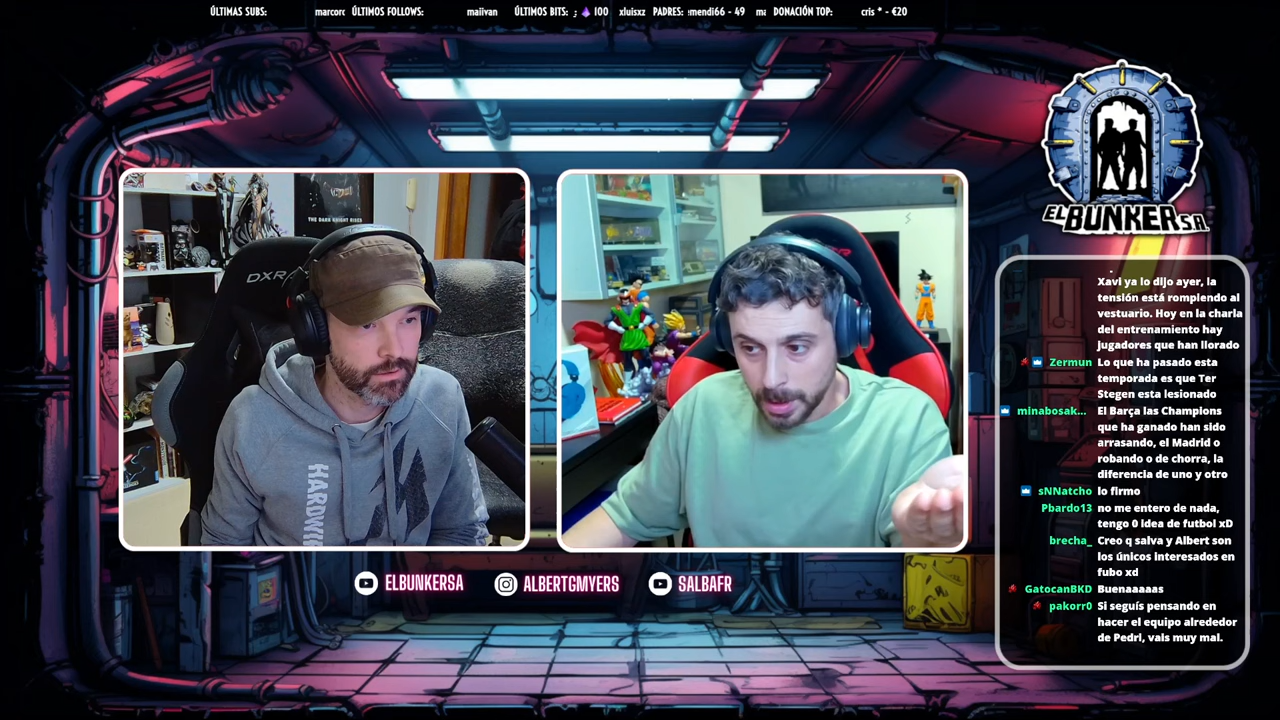 ÚLTIMAS SUBS: marcorc ÚLTIMOS FOLLOWS: maiivan ÚLTIMOS BITS: 100 xluisxz PADRES: mendi66 - 49 ma DONACIÓN TOP: cris * - €20
EL BUNKER S.A.
THE DARK KNIGHT RISES
DXRA
HARDWI
Xavi ya lo dijo ayer, la
tensión está rompiendo al
vestuario. Hoy en la charla
del entrenamiento hay
jugadores que han llorado
Zermun Lo que ha pasado esta
temporada es que Ter
Stegen esta lesionado
minabosak... El Barça las Champions
que ha ganado han sido
arrasando, el Madrid o
robando o de chorra, la
diferencia de uno y otro
sNNatcho lo firmo
Pbardo13 no me entero de nada,
tengo 0 idea de futbol xD
brecha_ Creo q salva y Albert son
los únicos interesados en
fubo xd
GatocanBKD Buenaaaaas
pakorr0 Si seguís pensando en
hacer el equipo alrededor
de Pedri, vais muy mal.
ELBUNKERSA ALBERTGMYERS SALBAFR